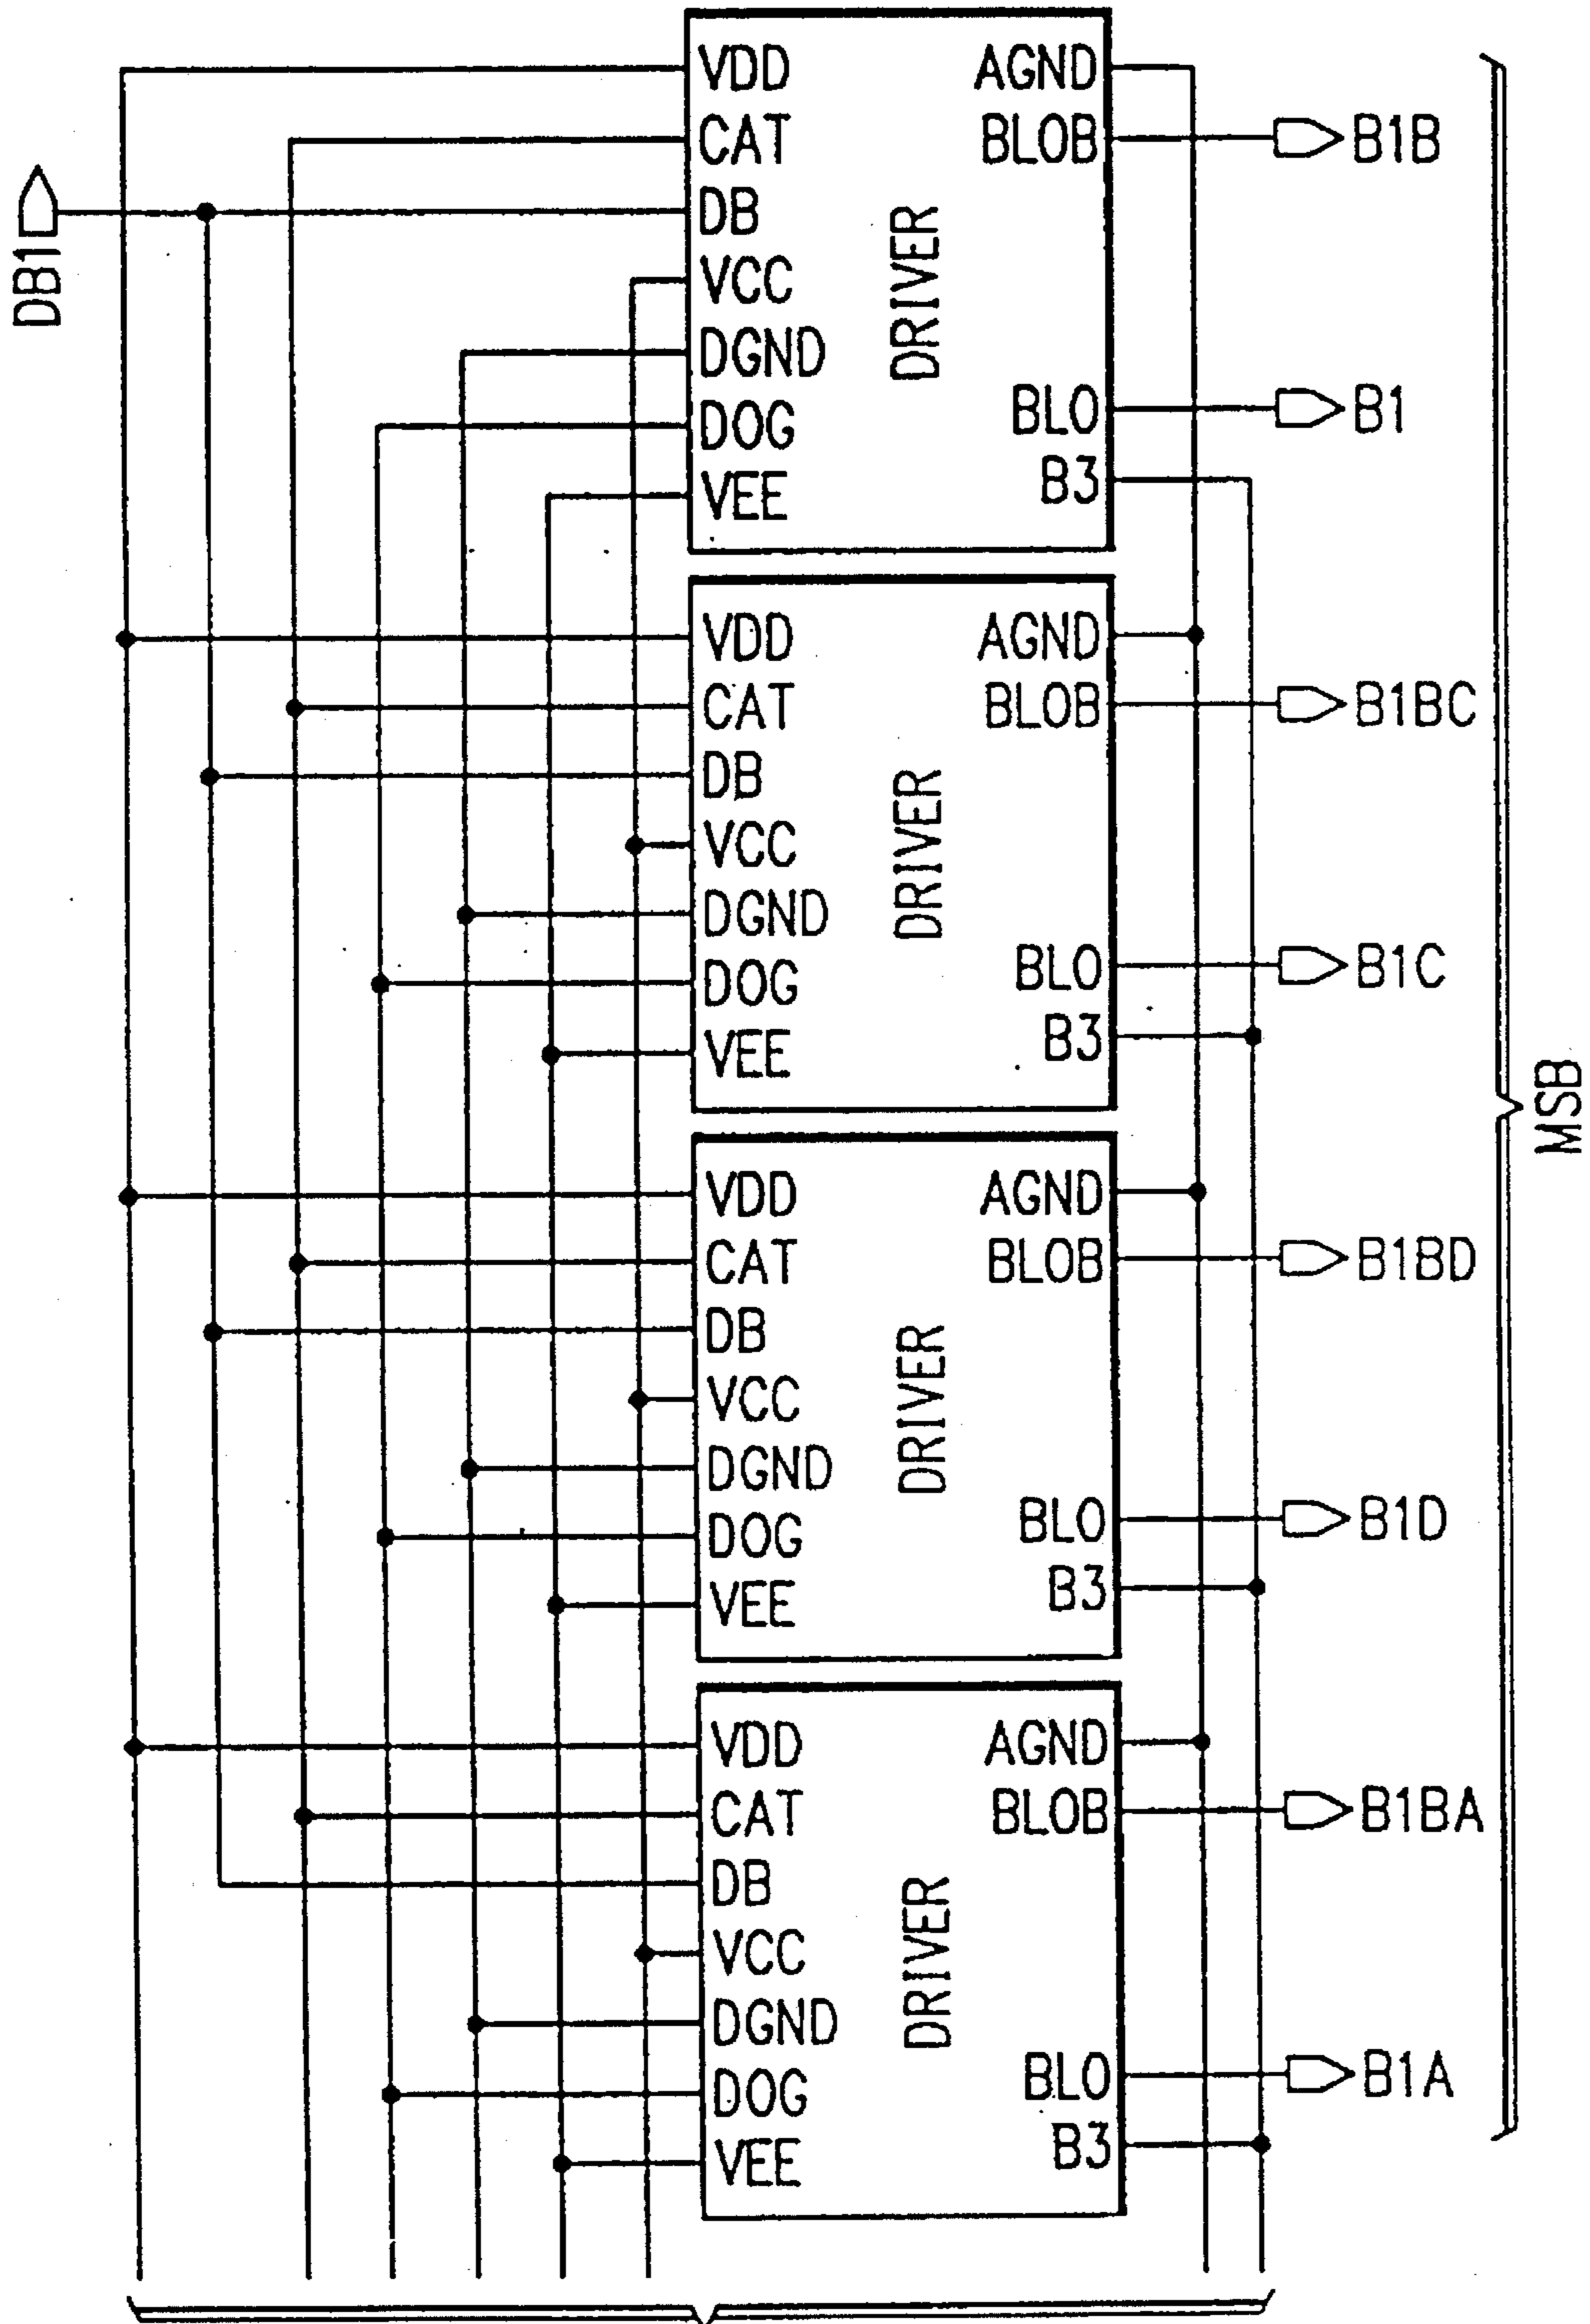 DB1
VDD AGND
CAT BLOB B1B
DB
VCC
DRIVER
DGND
DOG BLO B1
VEE B3
VDD AGND
CAT BLOB B1BC
DB
VCC
DRIVER
DGND
DOG BLO B1C
VEE B3
MSB
VDD AGND
CAT BLOB B1BD
DB
VCC
DRIVER
DGND
DOG BLO B1D
VEE B3
VDD AGND
CAT BLOB B1BA
DB
VCC
DRIVER
DGND
DOG BLO B1A
VEE B3